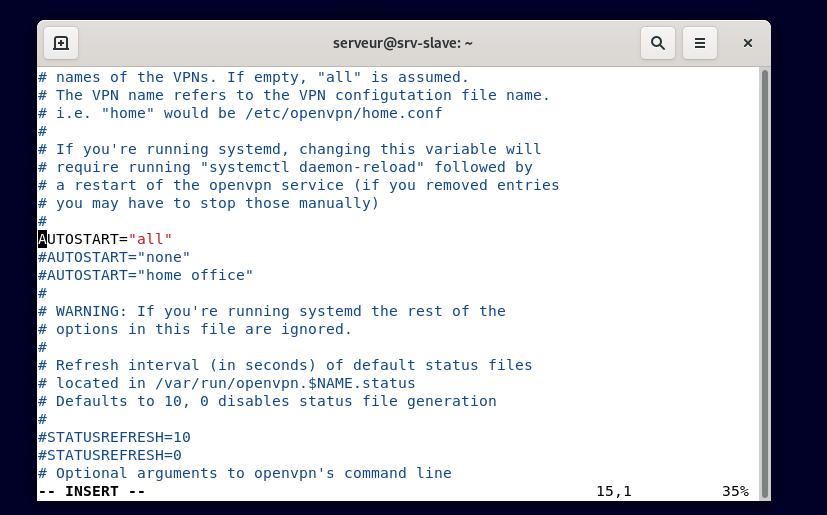 serveur@srv-slave: ~
# names of the VPNs. If empty, "all" is assumed.
# The VPN name refers to the VPN configutation file name.
# i.e. "home" would be /etc/openvpn/home.conf
#
# If you're running systemd, changing this variable will
# require running "systemctl daemon-reload" followed by
# a restart of the openvpn service (if you removed entries
# you may have to stop those manually)
#
AUTOSTART="all"
#AUTOSTART="none"
#AUTOSTART="home office"
#
# WARNING: If you're running systemd the rest of the
# options in this file are ignored.
#
# Refresh interval (in seconds) of default status files
# located in /var/run/openvpn.$NAME.status
# Defaults to 10, 0 disables status file generation
#
#STATUSREFRESH=10
#STATUSREFRESH=0
# Optional arguments to openvpn's command line
-- INSERT -- 15,1 35%